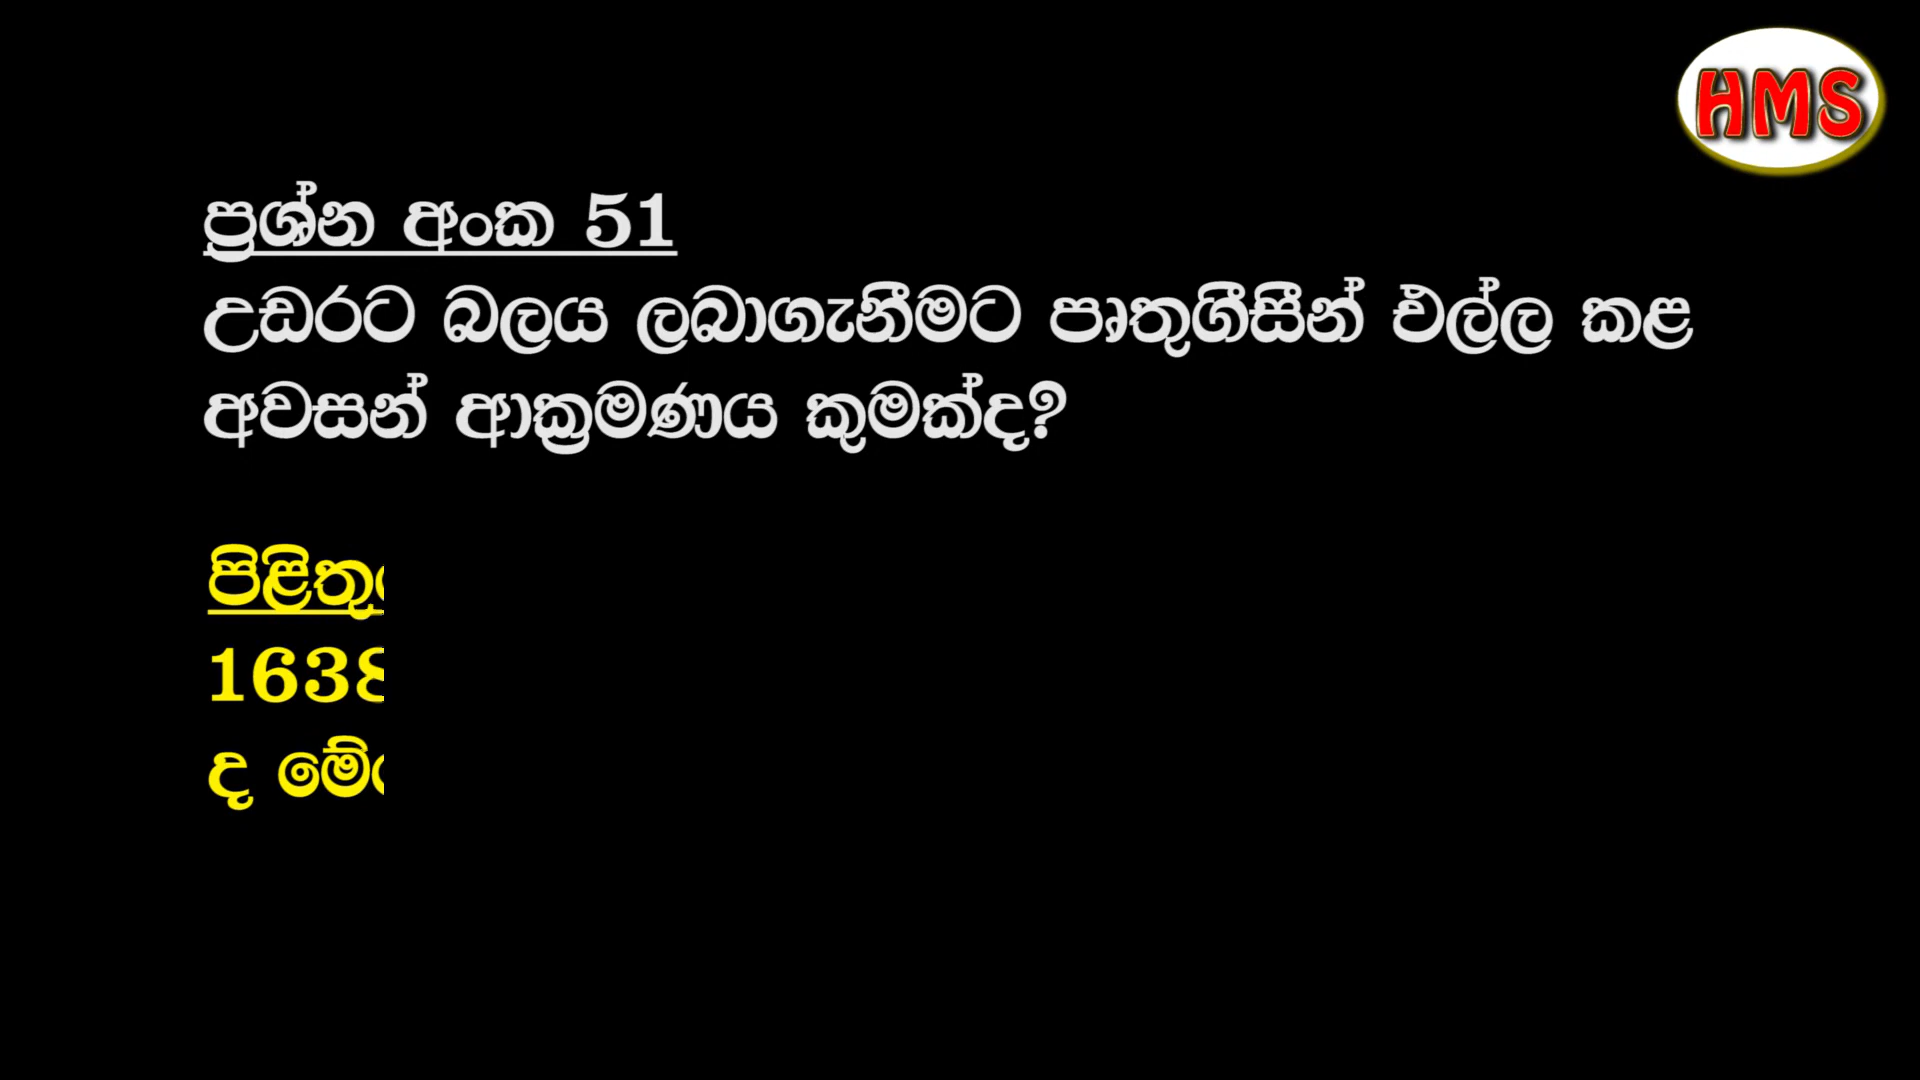 HMS
ප්‍රශ්න අංක 51
උඩරට බලය ලබාගැනීමට පෘතුගීසීන් එල්ල කළ
අවසන් ආක්‍රමණය කුමක්ද?
1638
ද